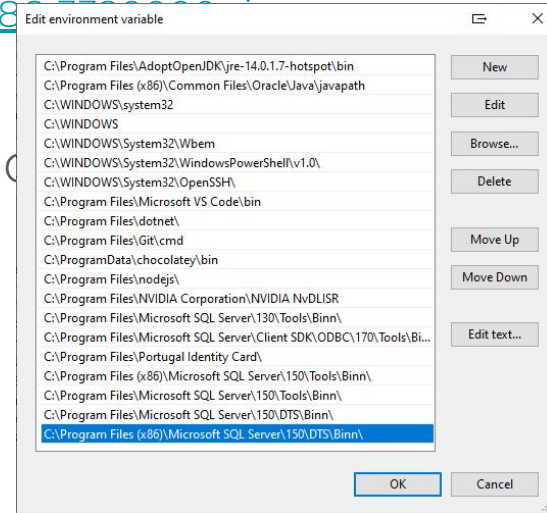 Edit environment variable
C:\Program Files\AdoptOpenJDK\jre-14.0.1.7-hotspot\bin
C:\Program Files (x86)\Common Files\Oracle\Java\javapath
C:\WINDOWS\system32
C:\WINDOWS
C:\WINDOWS\System32\Wbem
C:\WINDOWS\System32\WindowsPowerShell\v1.0\
C:\WINDOWS\System32\OpenSSH\
C:\Program Files\Microsoft VS Code\bin
C:\Program Files\dotnet\
C:\Program Files\Git\cmd
C:\ProgramData\chocolatey\bin
C:\Program Files\nodejs\
C:\Program Files\NVIDIA Corporation\NVIDIA NvDLISR
C:\Program Files\Microsoft SQL Server\130\Tools\Binn\
C:\Program Files\Microsoft SQL Server\Client SDK\ODBC\170\Tools\Bi...
C:\Program Files\Portugal Identity Card\
C:\Program Files (x86)\Microsoft SQL Server\150\Tools\Binn\
C:\Program Files\Microsoft SQL Server\150\Tools\Binn\
C:\Program Files\Microsoft SQL Server\150\DTS\Binn\
C:\Program Files (x86)\Microsoft SQL Server\150\DTS\Binn\
New
Edit
Browse...
Delete
Move Up
Move Down
Edit text...
OK
Cancel